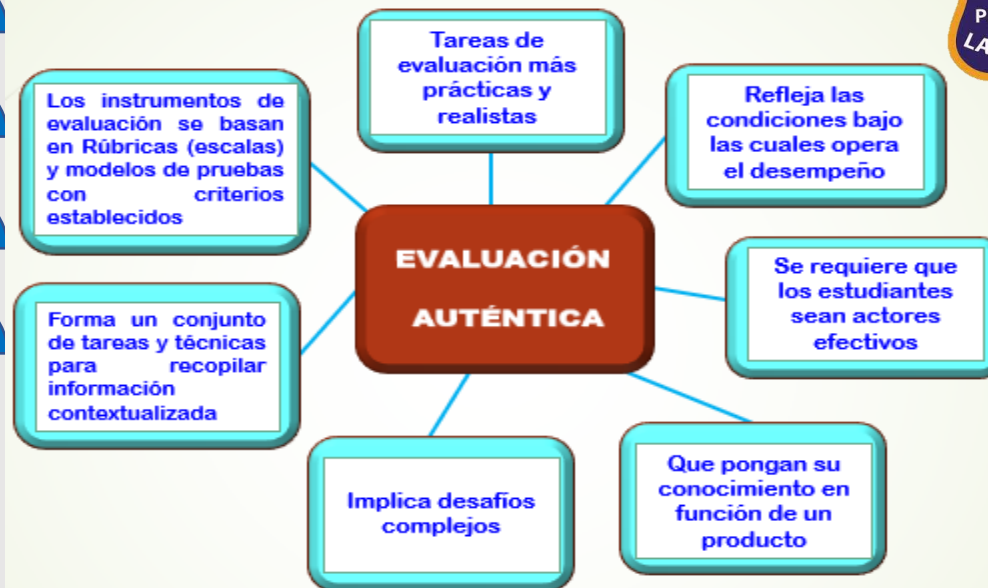 Tareas de
evaluación más
prácticas y
realistas
P
LA
Los instrumentos de
evaluación se basan
en Rúbricas (escalas)
y modelos de pruebas
con criterios
establecidos
Refleja las
condiciones bajo
las cuales opera
el desempeño
EVALUACIÓN
AUTÉNTICA
Se requiere que
los estudiantes
sean actores
efectivos
Forma un conjunto
de tareas y técnicas
para recopilar
información
contextualizada
Implica desafíos
complejos
Que pongan su
conocimiento en
función de un
producto